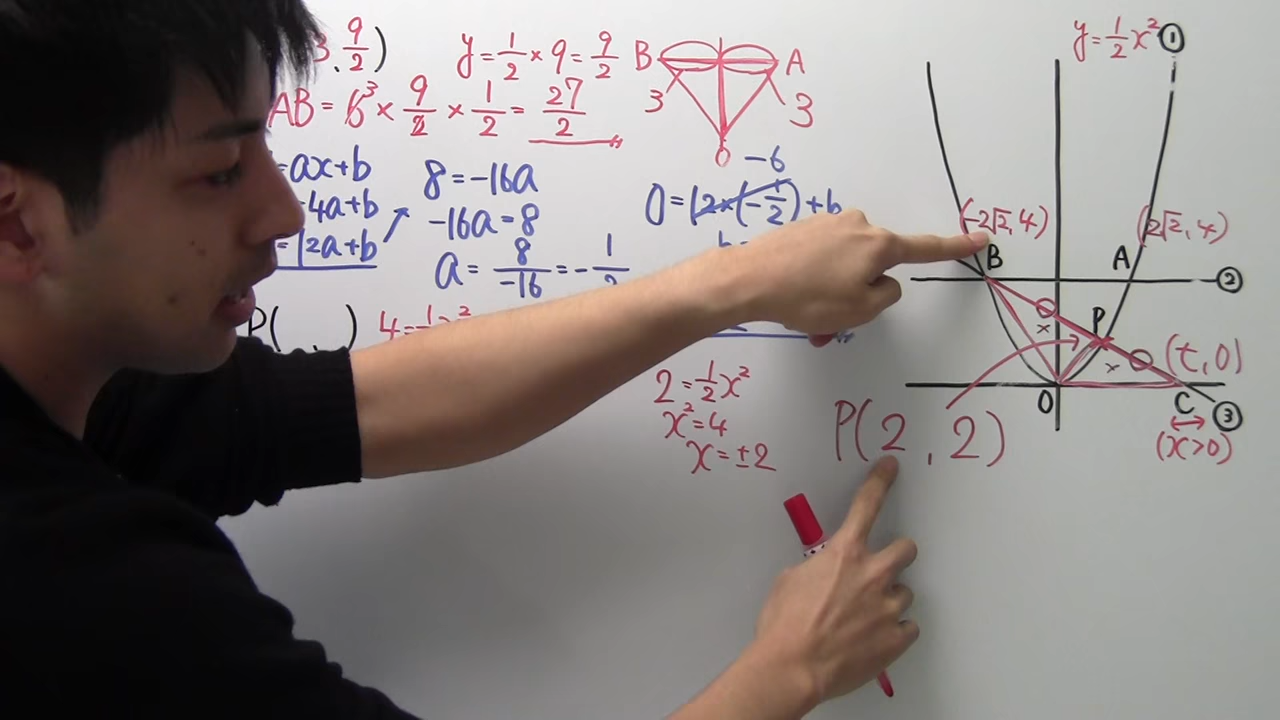 3, 9/2)
y = 1/2 × 9 = 9/2
AB = 6 3 × 9/2 × 1/2 = 27/2
B A
3 3
O
= ax+b
-4a+b
= 12a+b
8 = -16a
-16a = 8
a = 8/-16 = - 1/2
-6
0 = 12×(-1/2)+b
P( , )
2 = 1/2 x²
x² = 4
x = ±2
P(2, 2)
y = 1/2 x² ①
(-2√2, 4) (2√2, 4)
B A ②
P
× ×
(t, 0)
O C ③
(x>0)